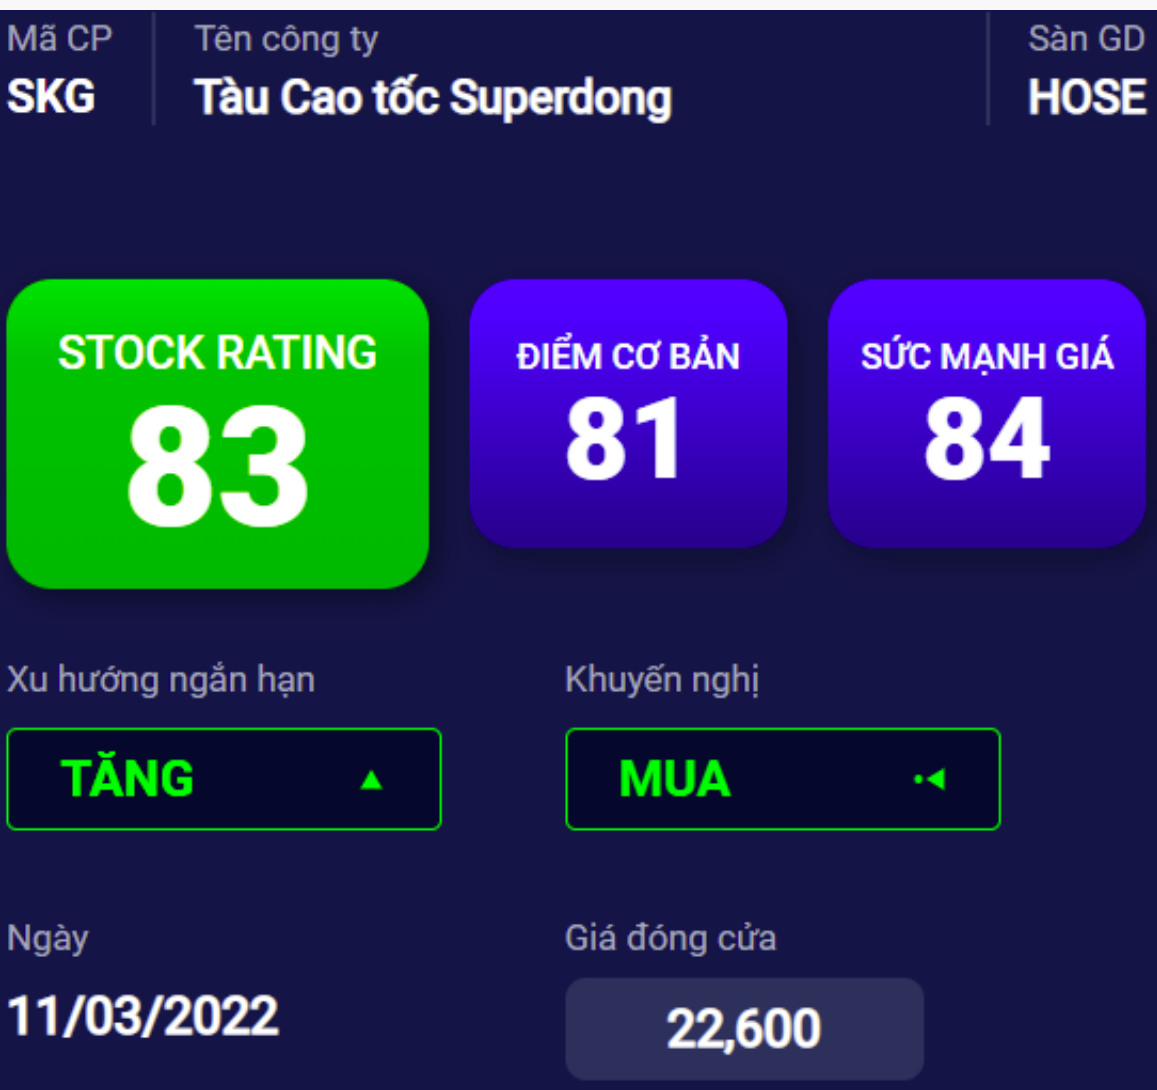 Mã CP Tên công ty Sàn GD
SKG Tàu Cao tốc Superdong HOSE
STOCK RATING ĐIỂM CƠ BẢN SỨC MẠNH GIÁ
83 81 84
Xu hướng ngắn hạn Khuyến nghị
TĂNG MUA
Ngày Giá đóng cửa
11/03/2022 22,600